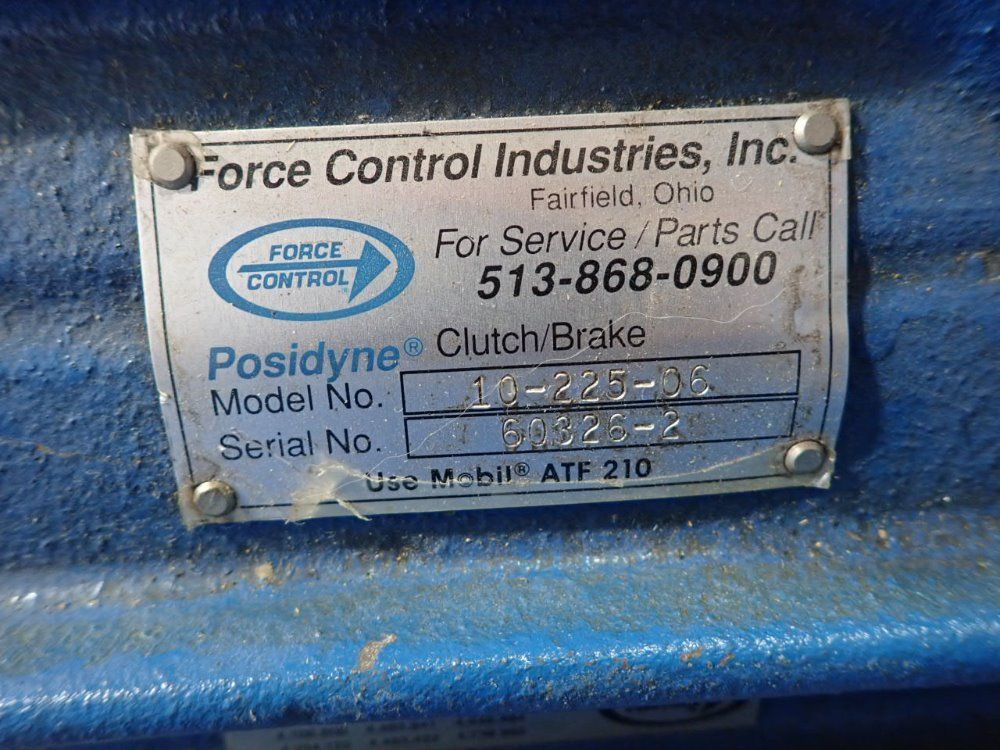 Force Control Industries, Inc.
Fairfield, Ohio
FORCE
CONTROL
For Service / Parts Call
513-868-0900
Posidyne® Clutch/Brake
Model No. 10-225-06
Serial No. 60326-2
Use Mobil® ATF 210